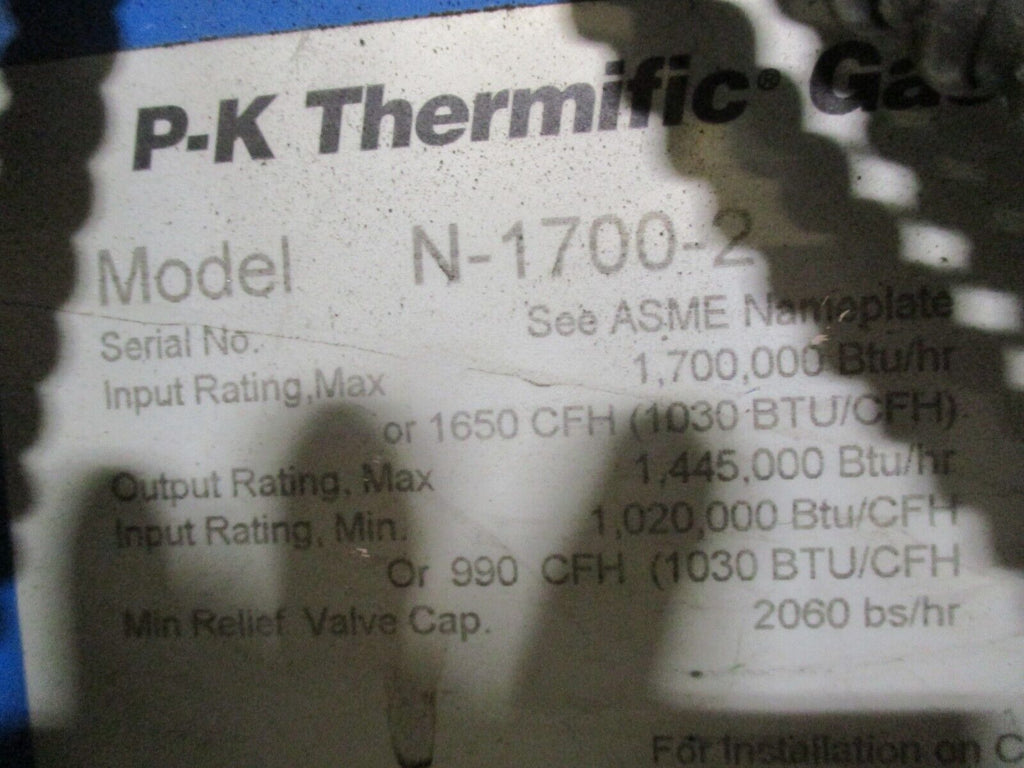 P-K Thermific® Gas
Model N-1700-2
Serial No. See ASME Nameplate
Input Rating,Max 1,700,000 Btu/hr
or 1650 CFH (1030 BTU/CFH)
Output Rating, Max 1,445,000 Btu/hr
Input Rating, Min. 1,020,000 Btu/CFH
Or 990 CFH (1030 BTU/CFH
Min Relief Valve Cap. 2060 bs/hr
For Installation on